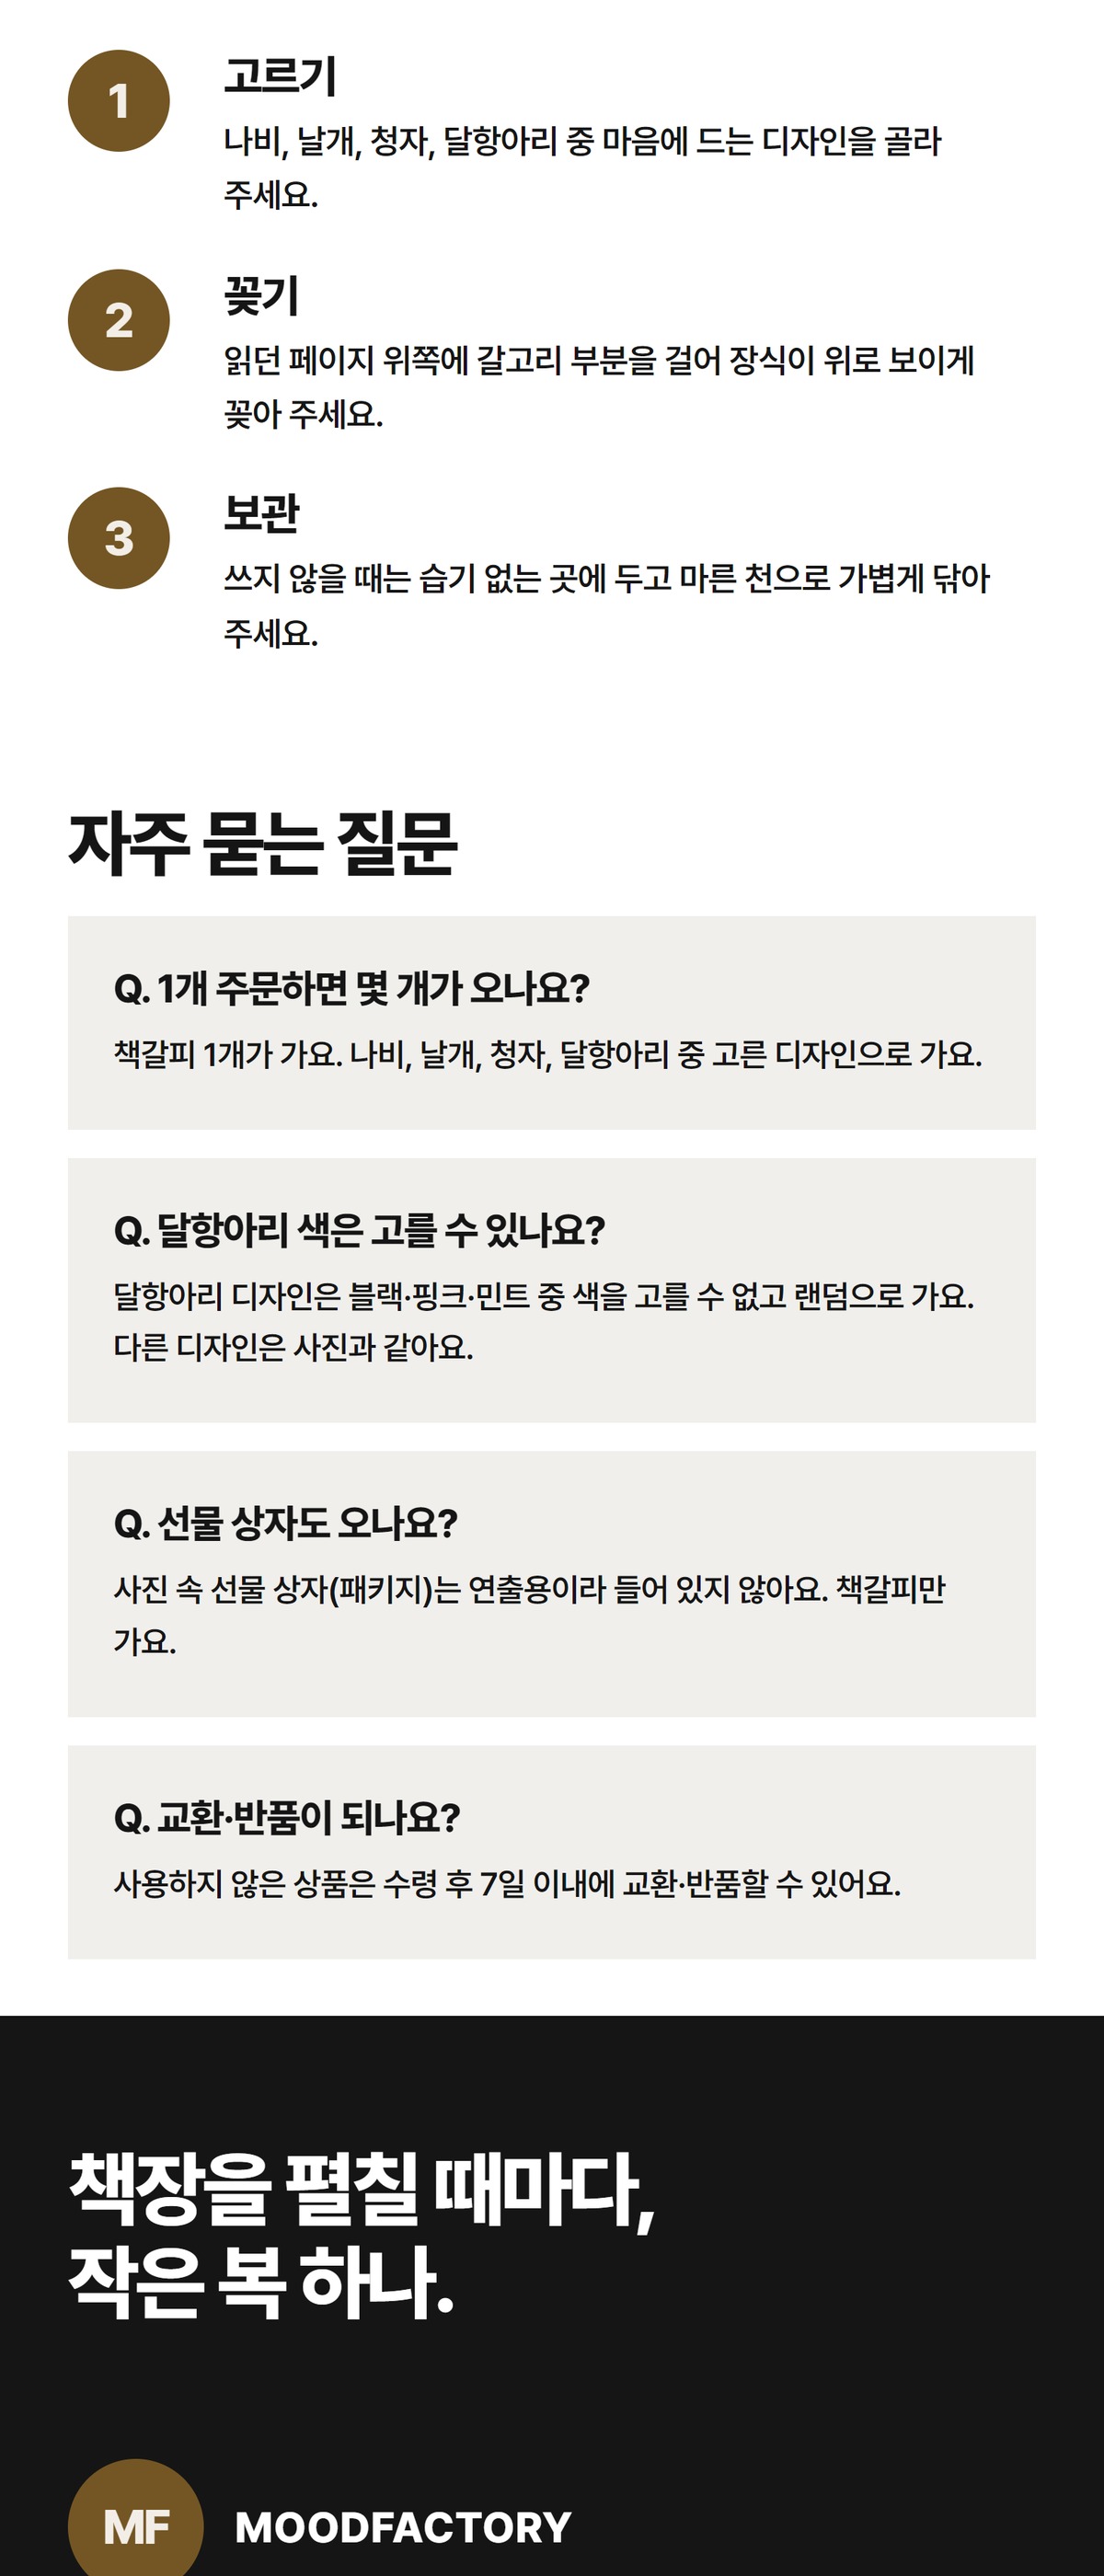 1
고르기
나비, 날개, 청자, 달항아리 중 마음에 드는 디자인을 골라
주세요.
2
꽂기
읽던 페이지 위쪽에 갈고리 부분을 걸어 장식이 위로 보이게
꽂아 주세요.
3
보관
쓰지 않을 때는 습기 없는 곳에 두고 마른 천으로 가볍게 닦아
주세요.
자주 묻는 질문
Q. 1개 주문하면 몇 개가 오나요?
책갈피 1개가 가요. 나비, 날개, 청자, 달항아리 중 고른 디자인으로 가요.
Q. 달항아리 색은 고를 수 있나요?
달항아리 디자인은 블랙·핑크·민트 중 색을 고를 수 없고 랜덤으로 가요.
다른 디자인은 사진과 같아요.
Q. 선물 상자도 오나요?
사진 속 선물 상자(패키지)는 연출용이라 들어 있지 않아요. 책갈피만
가요.
Q. 교환·반품이 되나요?
사용하지 않은 상품은 수령 후 7일 이내에 교환·반품할 수 있어요.
책장을 펼칠 때마다,
작은 복 하나.
MF
MOODFACTORY